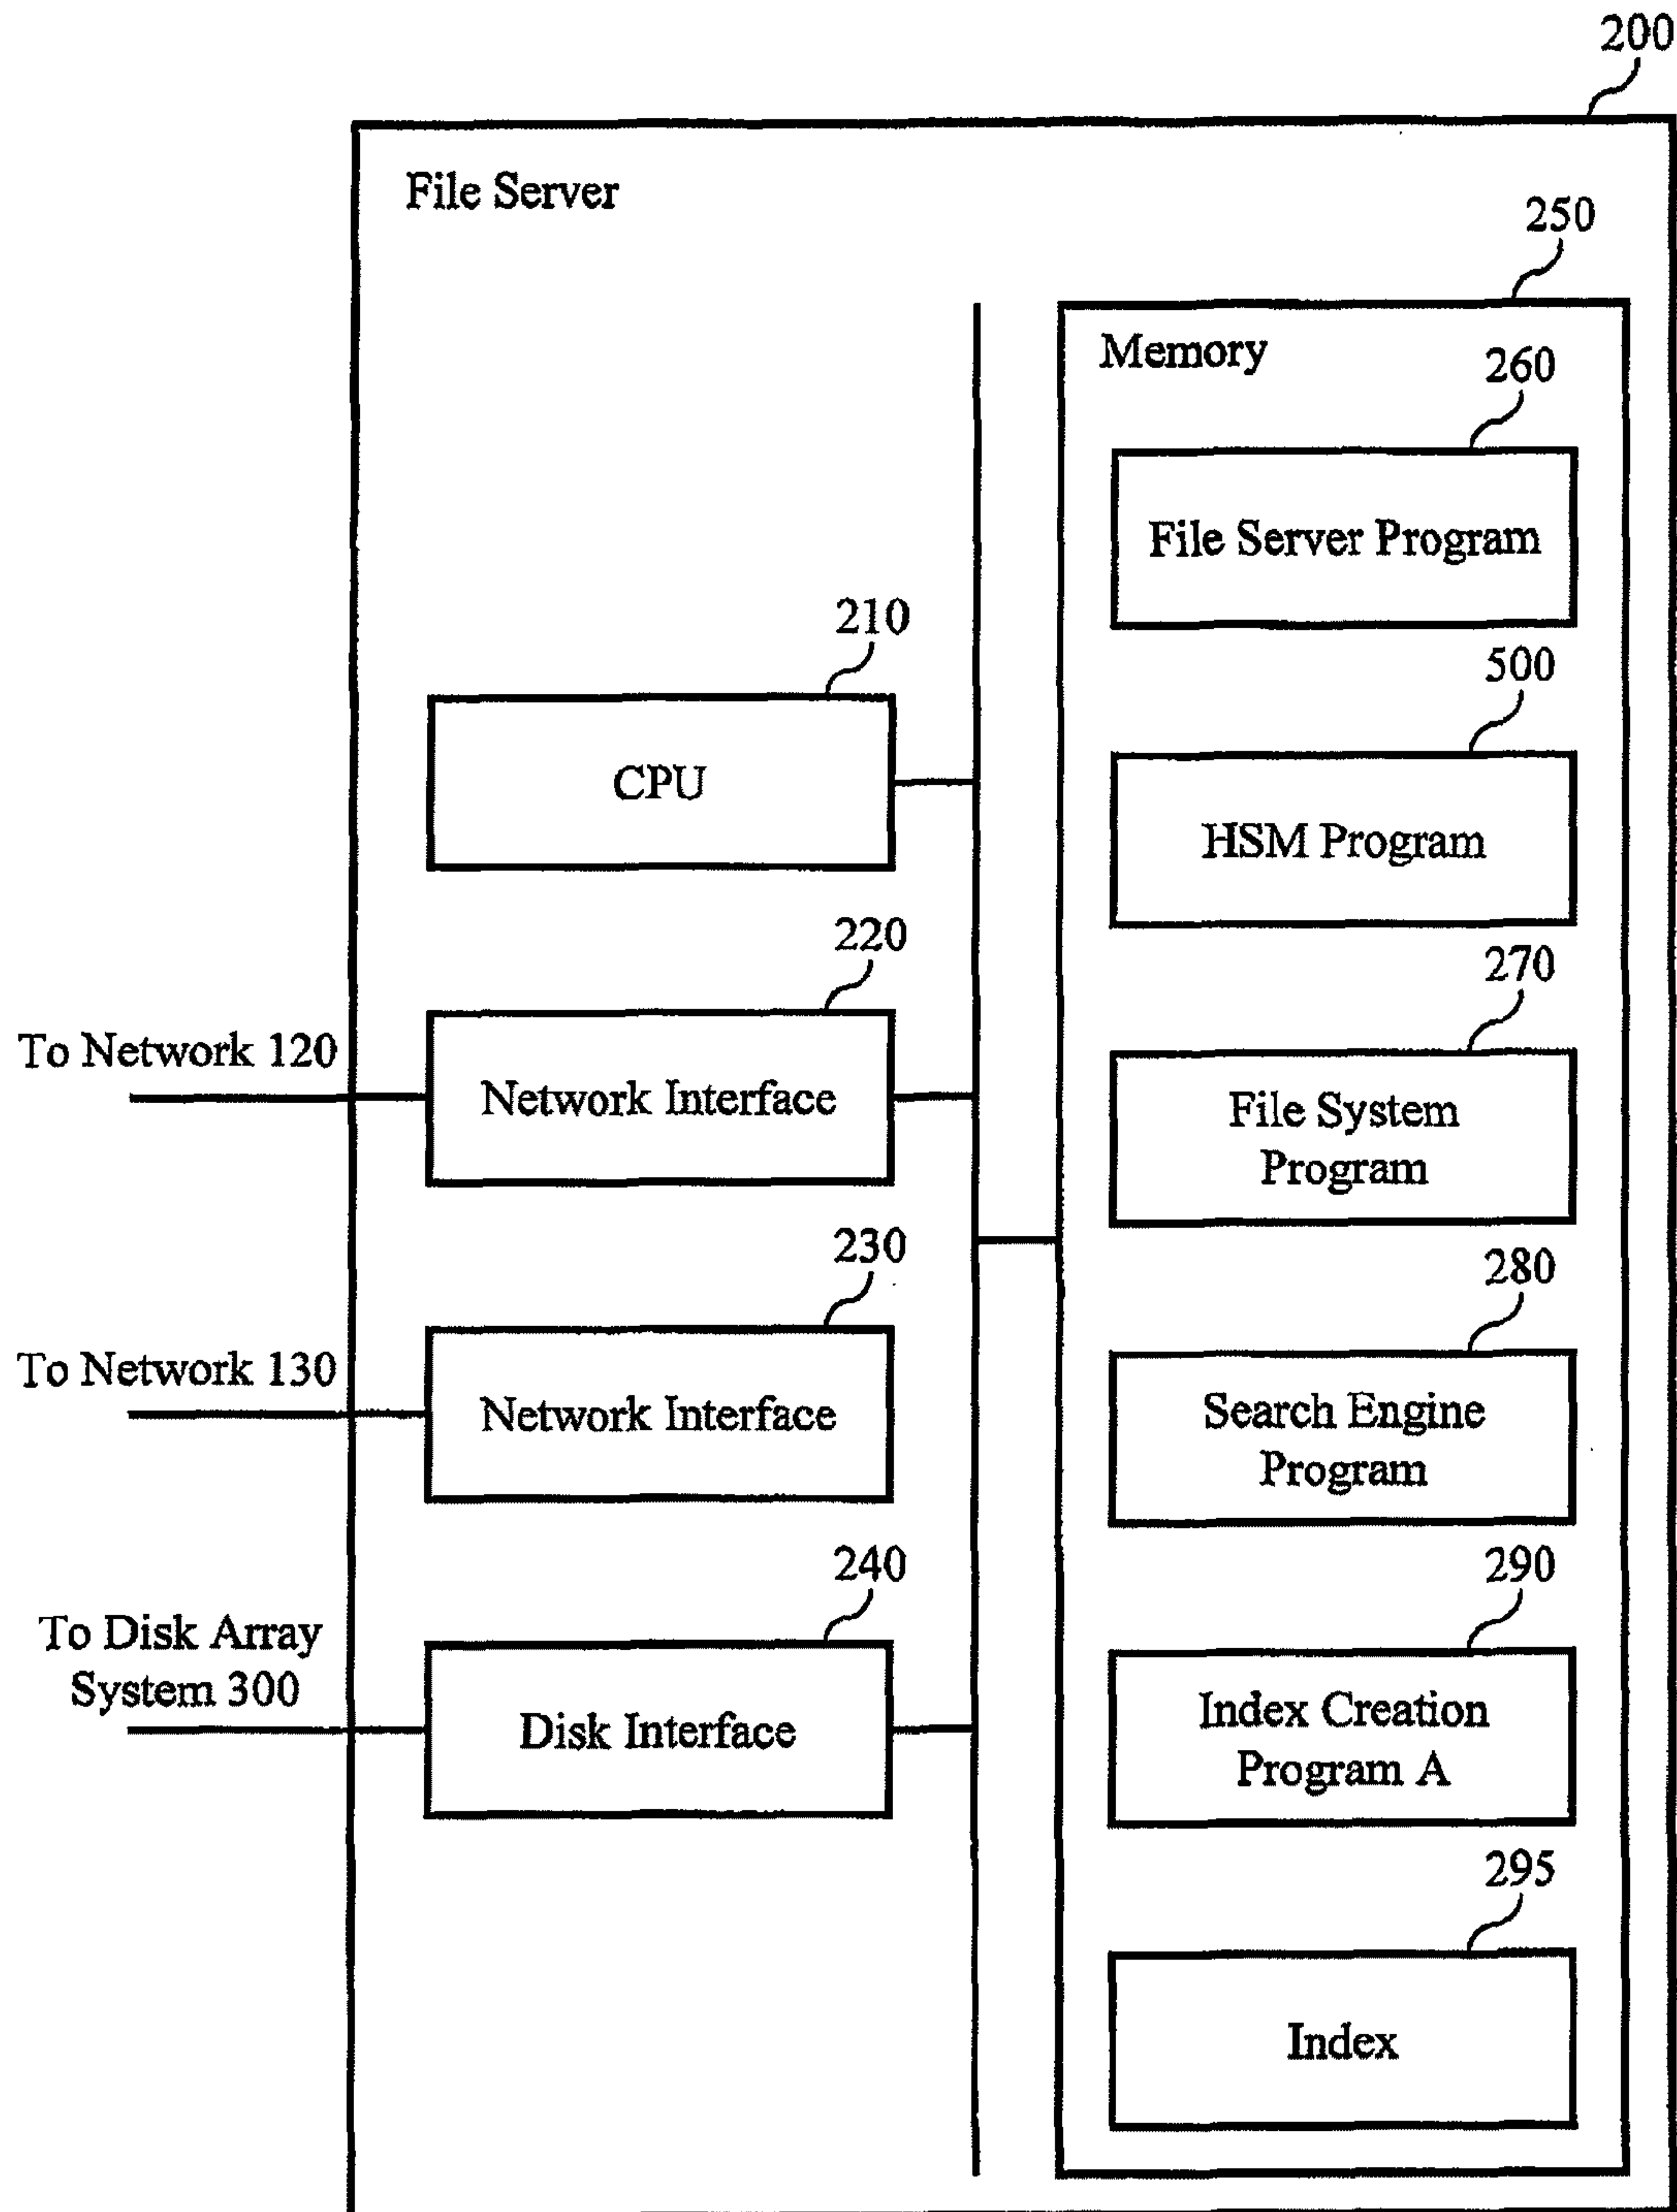 200
File Server
250
Memory
260
File Server Program
210
500
CPU
HSM Program
220
270
To Network 120
Network Interface
File System
Program
230
280
To Network 130
Network Interface
Search Engine
Program
240
290
To Disk Array
System 300
Disk Interface
Index Creation
Program A
295
Index